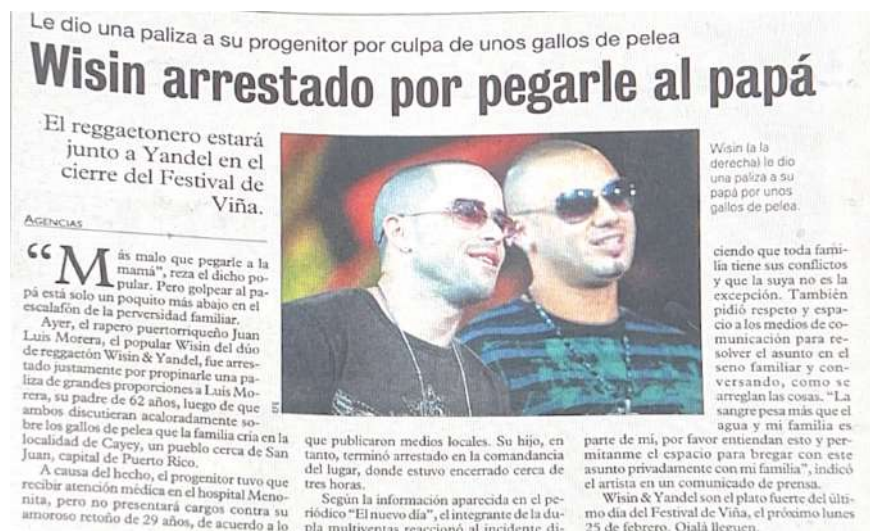 Le dio una paliza a su progenitor por culpa de unos gallos de pelea
Wisin arrestado por pegarle al papá
El reggaetonero estará
junto a Yandel en el
cierre del Festival de
Viña.
AGENCIAS
“Más malo que pegarle a la
mamá”, reza el dicho po-
pular. Pero golpear al pa-
pá está solo un poquito más abajo en el
escalafón de la perversidad familiar.
Ayer, el rapero puertorriqueño Juan
Luis Morera, el popular Wisin del dúo
de reggaetón Wisin & Yandel, fue arres-
tado justamente por propinarle una pa-
liza de grandes proporciones a Luis Mo-
rera, su padre de 62 años, luego de que
ambos discutieran acaloradamente so-
bre los gallos de pelea que la familia cría en la
localidad de Cayey, un pueblo cerca de San
Juan, capital de Puerto Rico.
A causa del hecho, el progenitor tuvo que
recibir atención médica en el hospital Meno-
nita, pero no presentará cargos contra su
amoroso retoño de 29 años, de acuerdo a lo
Wisin (a la
derecha) le dio
una paliza a su
papá por unos
gallos de pelea.
que publicaron medios locales. Su hijo, en
tanto, terminó arrestado en la comandancia
del lugar, donde estuvo encerrado cerca de
tres horas.
Según la información aparecida en el pe-
riódico “El nuevo día”, el integrante de la du-
pla multiventas reaccionó al incidente di-
ciendo que toda fami-
lia tiene sus conflictos
y que la suya no es la
excepción. También
pidió respeto y espa-
cio a los medios de co-
municación para re-
solver el asunto en el
seno familiar y con-
versando, como se
arreglan las cosas. “La
sangre pesa más que el
agua y mi familia es
parte de mí, por favor entiendan esto y per-
mítanme el espacio para bregar con este
asunto privadamente con mi familia”, indicó
el artista en un comunicado de prensa.
Wisin & Yandel son el plato fuerte del últi-
mo día del Festival de Viña, el próximo lunes
25 de febrero. Ojalá lleguen.